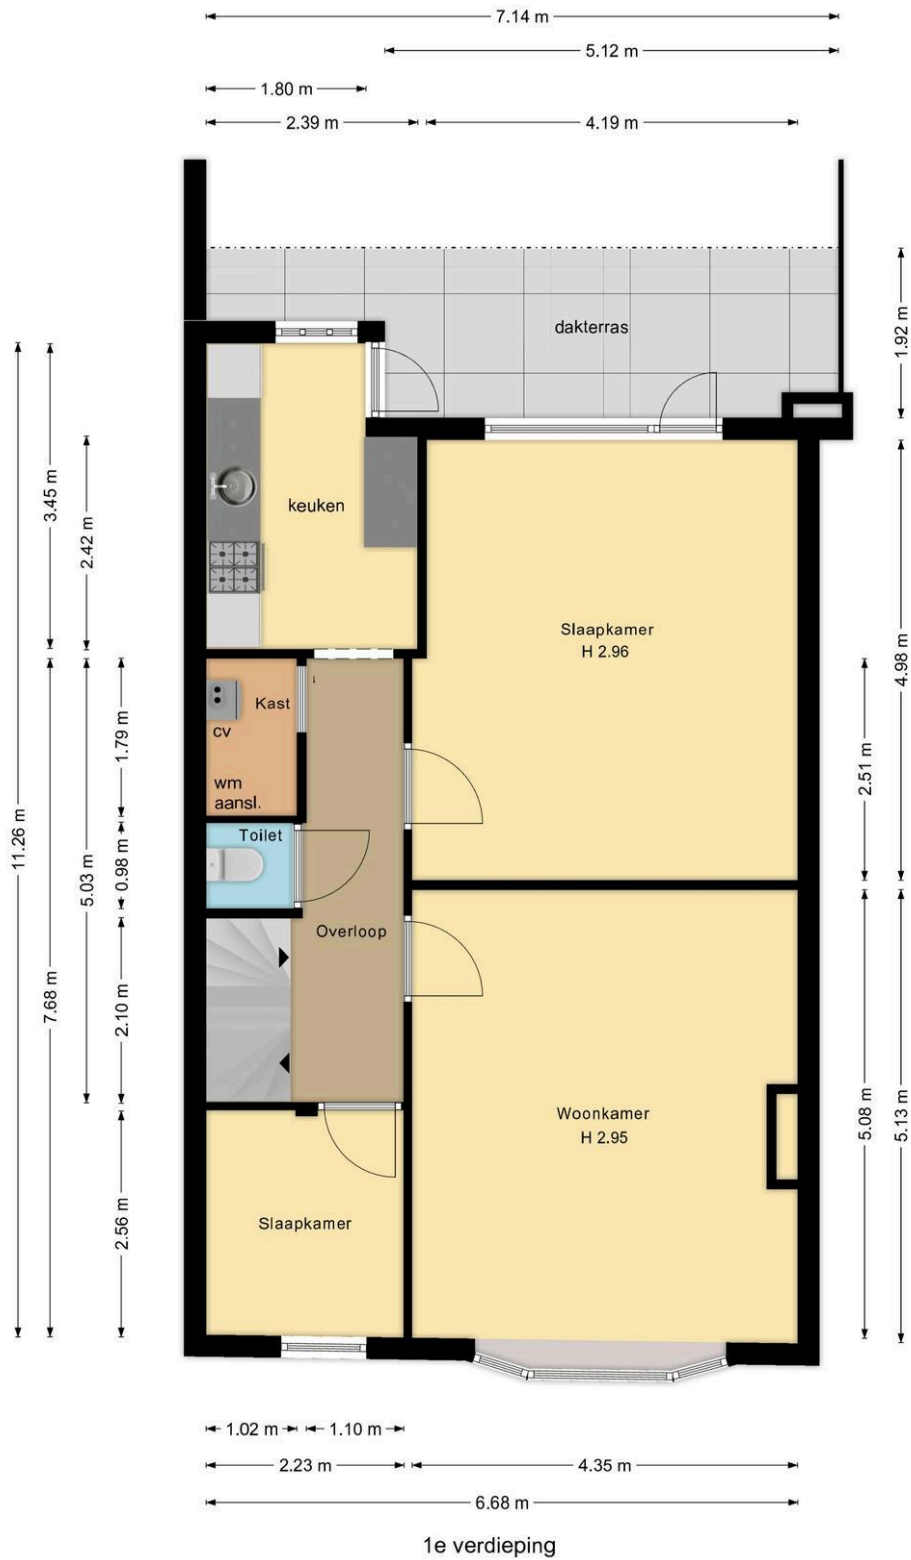 7.14 m
5.12 m
1.80 m
2.39 m
4.19 m
dakterras
1.92 m
keuken
3.45 m
2.42 m
Slaapkamer
H 2.96
4.98 m
Kast
cv
wm
aansl.
1.79 m
2.51 m
Toilet
0.98 m
11.26 m
5.03 m
Overloop
7.68 m
2.10 m
Woonkamer
H 2.95
5.08 m
5.13 m
2.56 m
Slaapkamer
1.02 m
1.10 m
2.23 m
4.35 m
6.68 m
1e verdieping